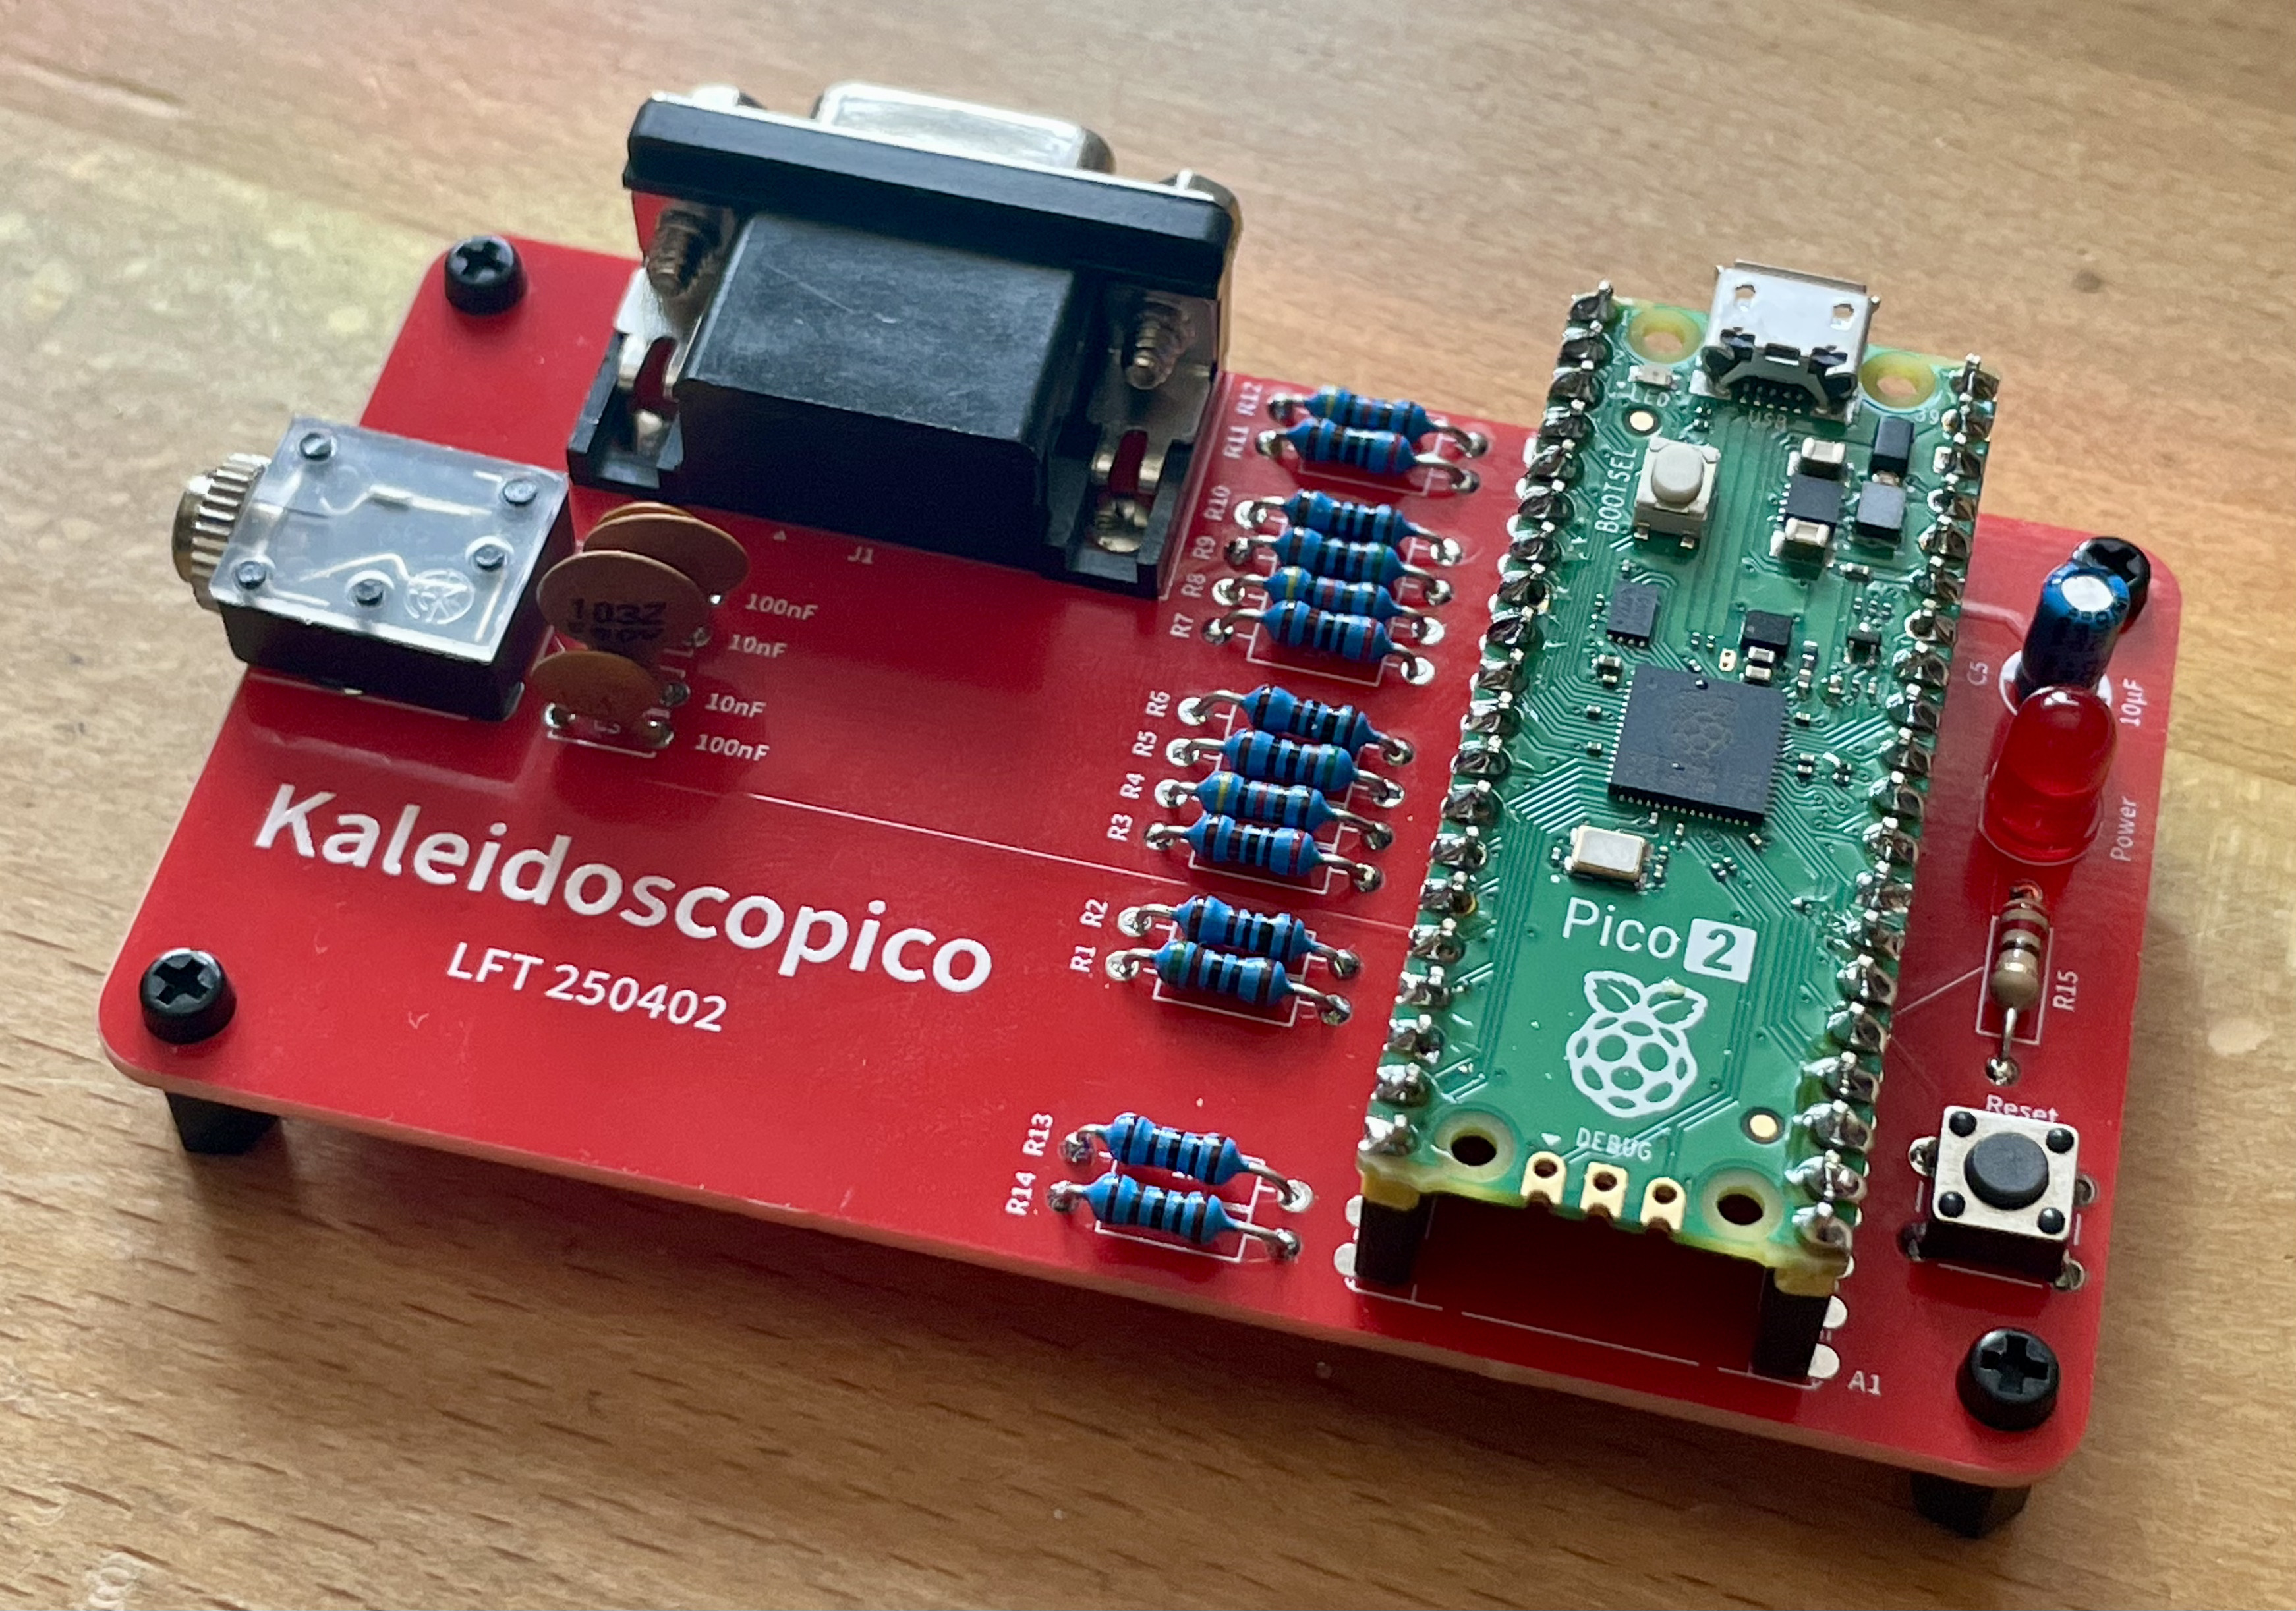 J1
R12
R11
R10
R9
R8
R7
R6
R5
R4
R3
R2
R1
R13
R14
100nF
10nF
10nF
100nF
103Z
Kaleidoscopico
LFT 250402
LED
USB
39
BOOTSEL
Pico 2
DEBUG
C5
10µF
Power
R15
Reset
A1